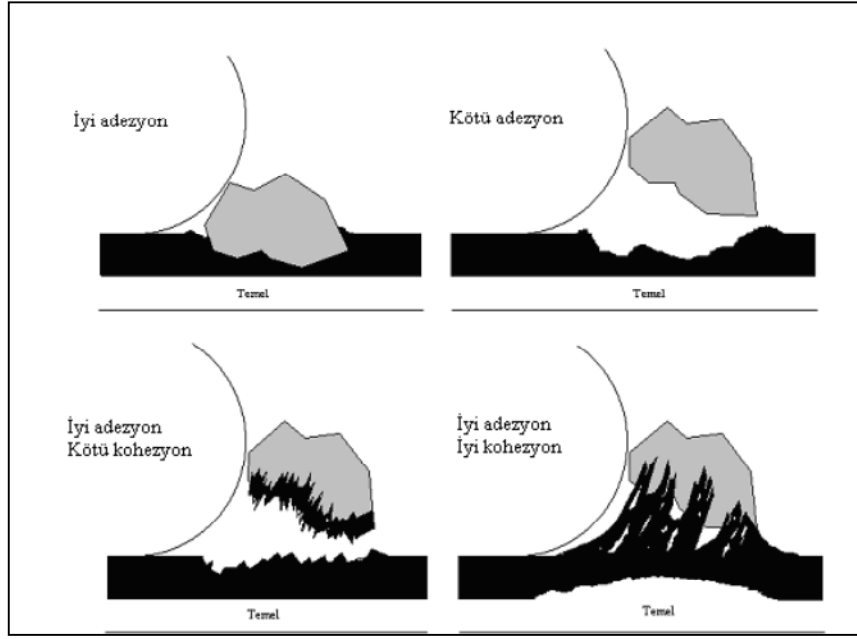 İyi adezyon
Kötü adezyon
Temel
Temel
İyi adezyon
Kötü kohezyon
İyi adezyon
İyi kohezyon
Temel
Temel